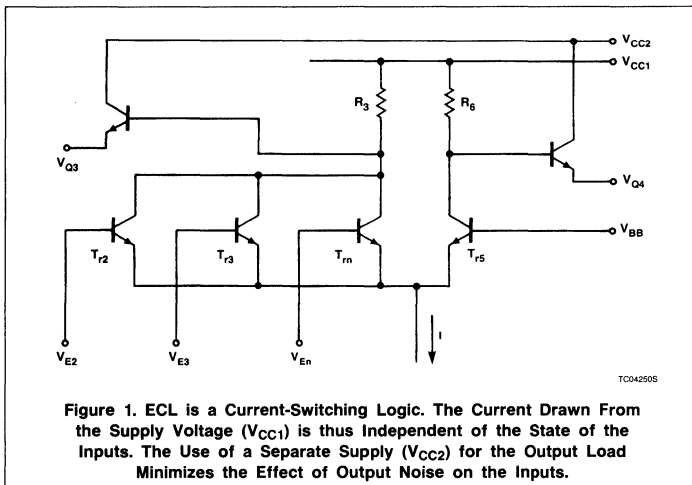 VCC2
VCC1
R3
R6
VQ3
VQ4
VBB
Tr2
Tr3
Trn
Tr5
I
VE2
VE3
VEn
TC04250S
Figure 1. ECL is a Current-Switching Logic. The Current Drawn From
the Supply Voltage (VCC1) is thus Independent of the State of the
Inputs. The Use of a Separate Supply (VCC2) for the Output Load
Minimizes the Effect of Output Noise on the Inputs.